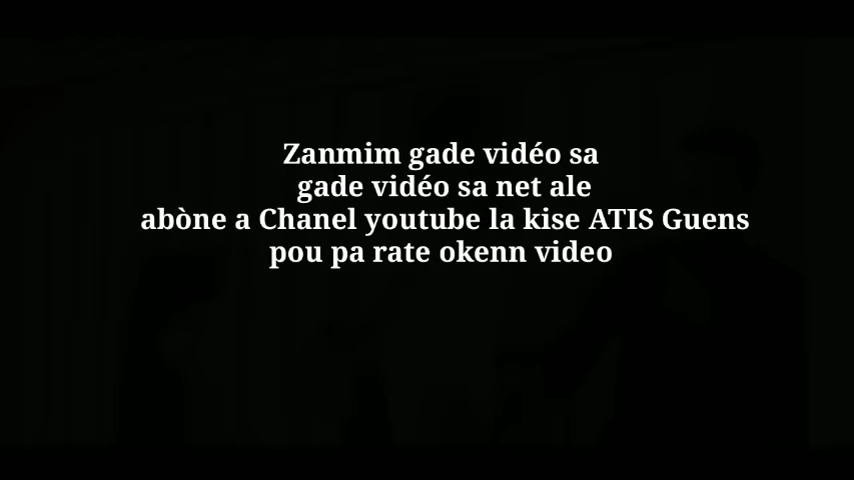 Zanmim gade vidéo sa
gade vidéo sa net ale
abòne a Chanel youtube la kise ATIS Guens
pou pa rate okenn video